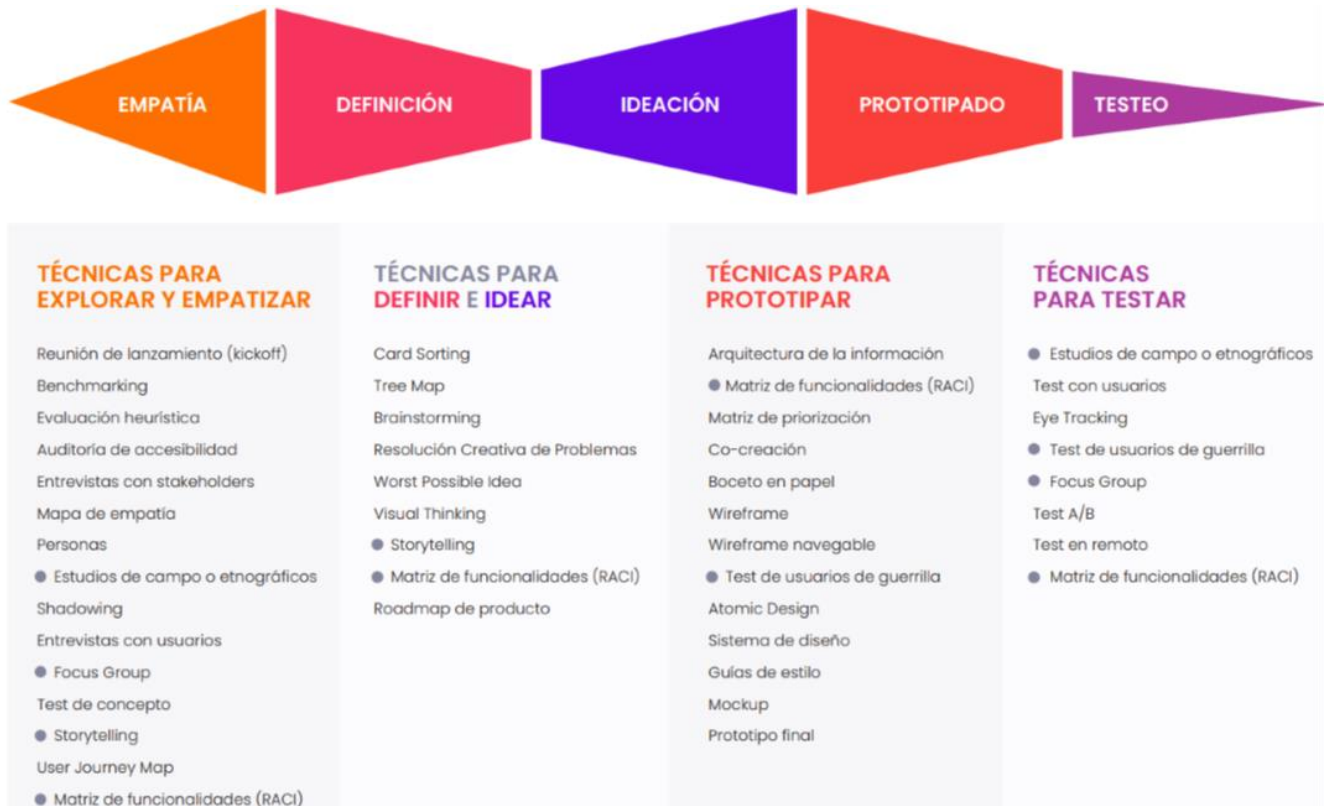 EMPATÍA
DEFINICIÓN
IDEACIÓN
PROTOTIPADO
TESTEO
TÉCNICAS PARA
EXPLORAR Y EMPATIZAR
Reunión de lanzamiento (kickoff)
Benchmarking
Evaluación heurística
Auditoría de accesibilidad
Entrevistas con stakeholders
Mapa de empatía
Personas
Estudios de campo o etnográficos
Shadowing
Entrevistas con usuarios
Focus Group
Test de concepto
Storytelling
User Journey Map
Matriz de funcionalidades (RACI)
TÉCNICAS PARA
DEFINIR E IDEAR
Card Sorting
Tree Map
Brainstorming
Resolución Creativa de Problemas
Worst Possible Idea
Visual Thinking
Storytelling
Matriz de funcionalidades (RACI)
Roadmap de producto
TÉCNICAS PARA
PROTOTIPAR
Arquitectura de la información
Matriz de funcionalidades (RACI)
Matriz de priorización
Co-creación
Boceto en papel
Wireframe
Wireframe navegable
Test de usuarios de guerrilla
Atomic Design
Sistema de diseño
Guías de estilo
Mockup
Prototipo final
TÉCNICAS
PARA TESTAR
Estudios de campo o etnográficos
Test con usuarios
Eye Tracking
Test de usuarios de guerrilla
Focus Group
Test A/B
Test en remoto
Matriz de funcionalidades (RACI)